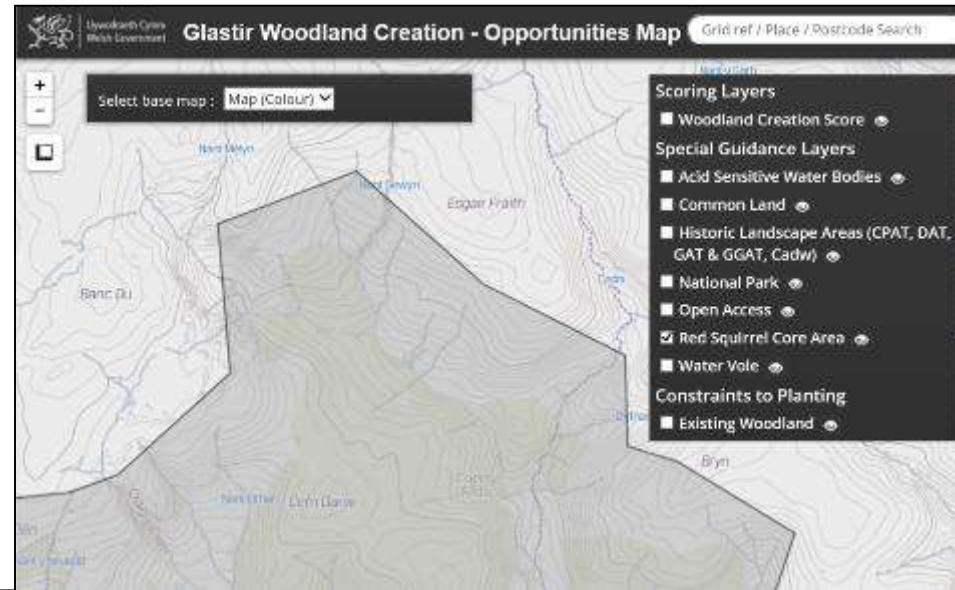 Llywodraeth Cymru
Welsh Government
Glastir Woodland Creation - Opportunities Map
Grid ref / Place / Postcode Search
+
-
Select base map : Map (Colour)
Scoring Layers
Woodland Creation Score
Special Guidance Layers
Acid Sensitive Water Bodies
Common Land
Historic Landscape Areas (CPAT, DAT,
GAT & GGAT, Cadw)
National Park
Open Access
Red Squirrel Core Area
Water Vole
Constraints to Planting
Existing Woodland
Nant Melyn
Nant Gewyn
Esgair Fraith
Banc Du
Bryn